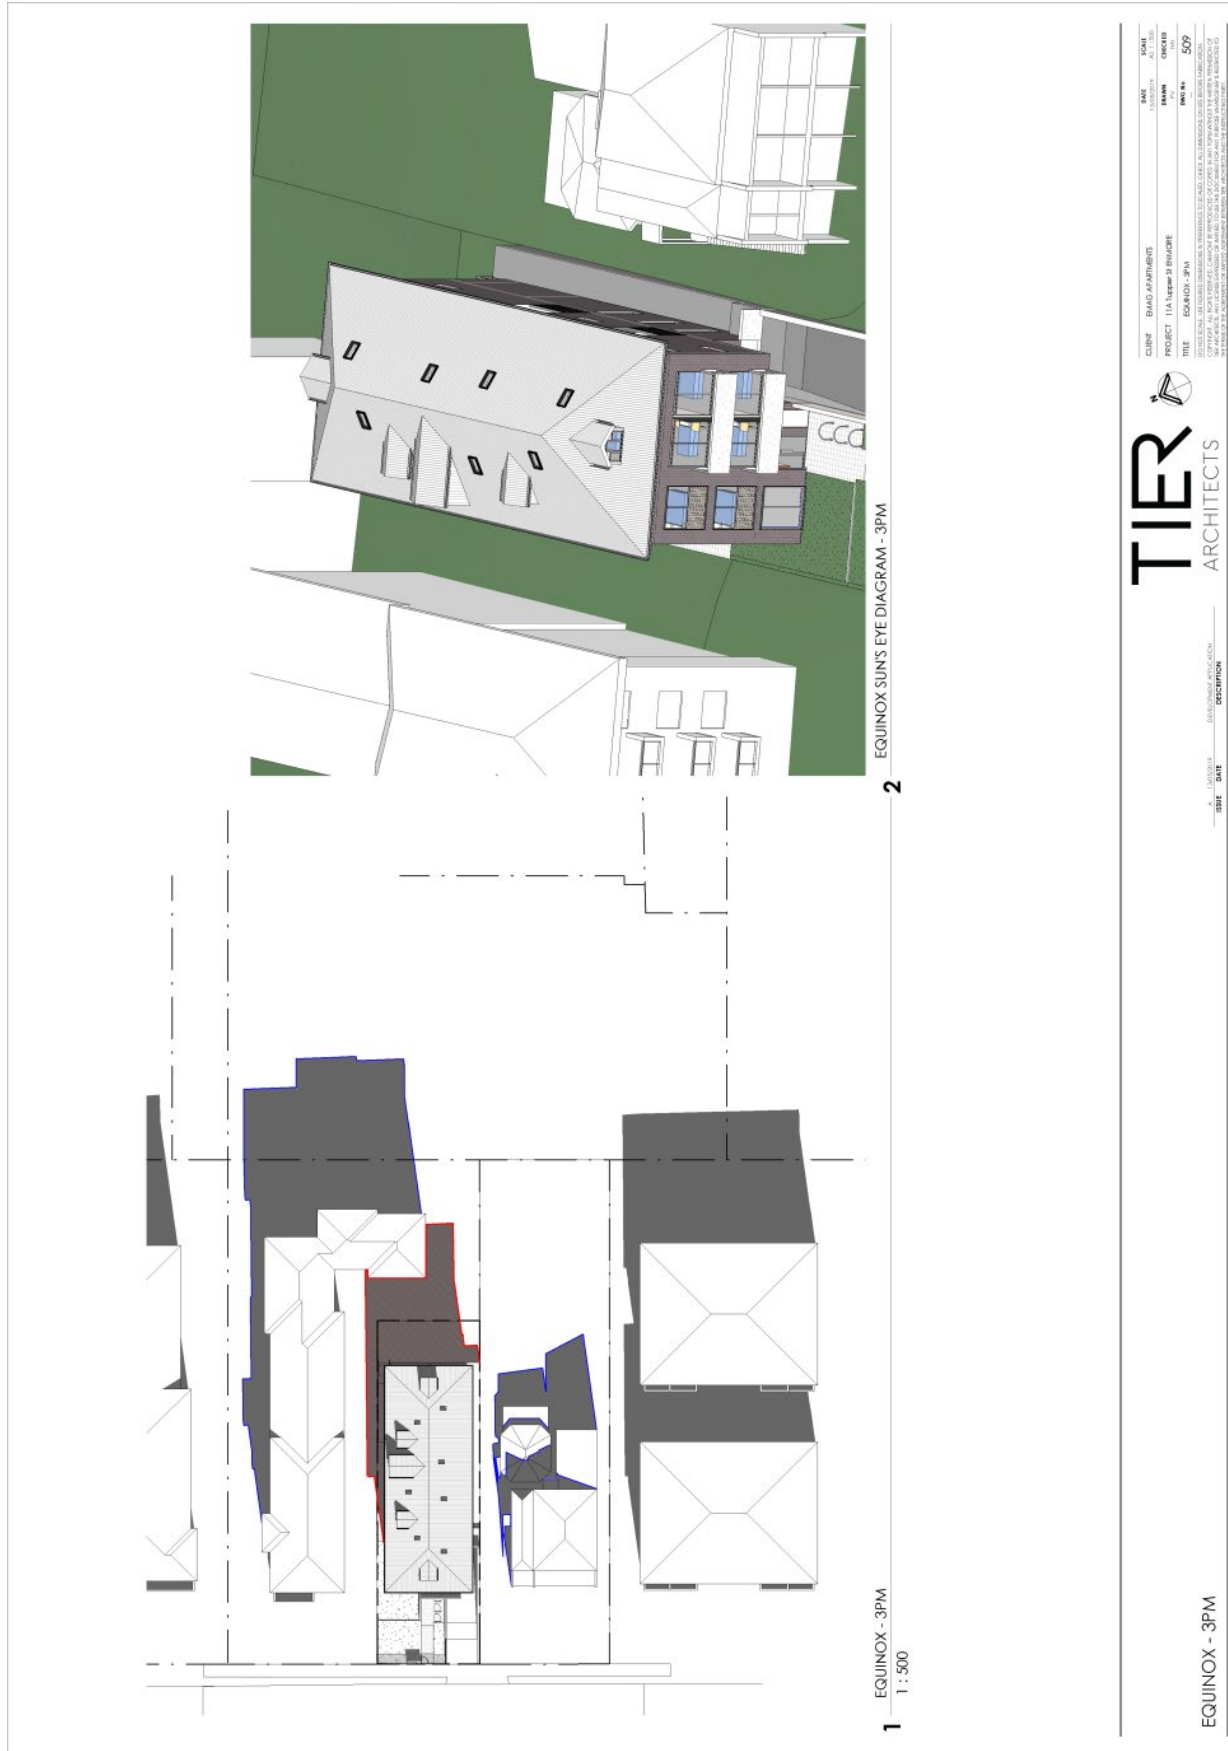 1
EQUINOX - 3PM
1 : 500
2
EQUINOX SUN'S EYE DIAGRAM - 3PM
EQUINOX - 3PM
DEVELOPMENT APPLICATION
ISSUE DATE DESCRIPTION
TIER
ARCHITECTS
N
CLIENT EMAG APARTMENTS
PROJECT 11A Tupper St ENMORE
TITLE EQUINOX - 3PM
DATE SCALE
DRAWN CHECKED
DWG No. 509